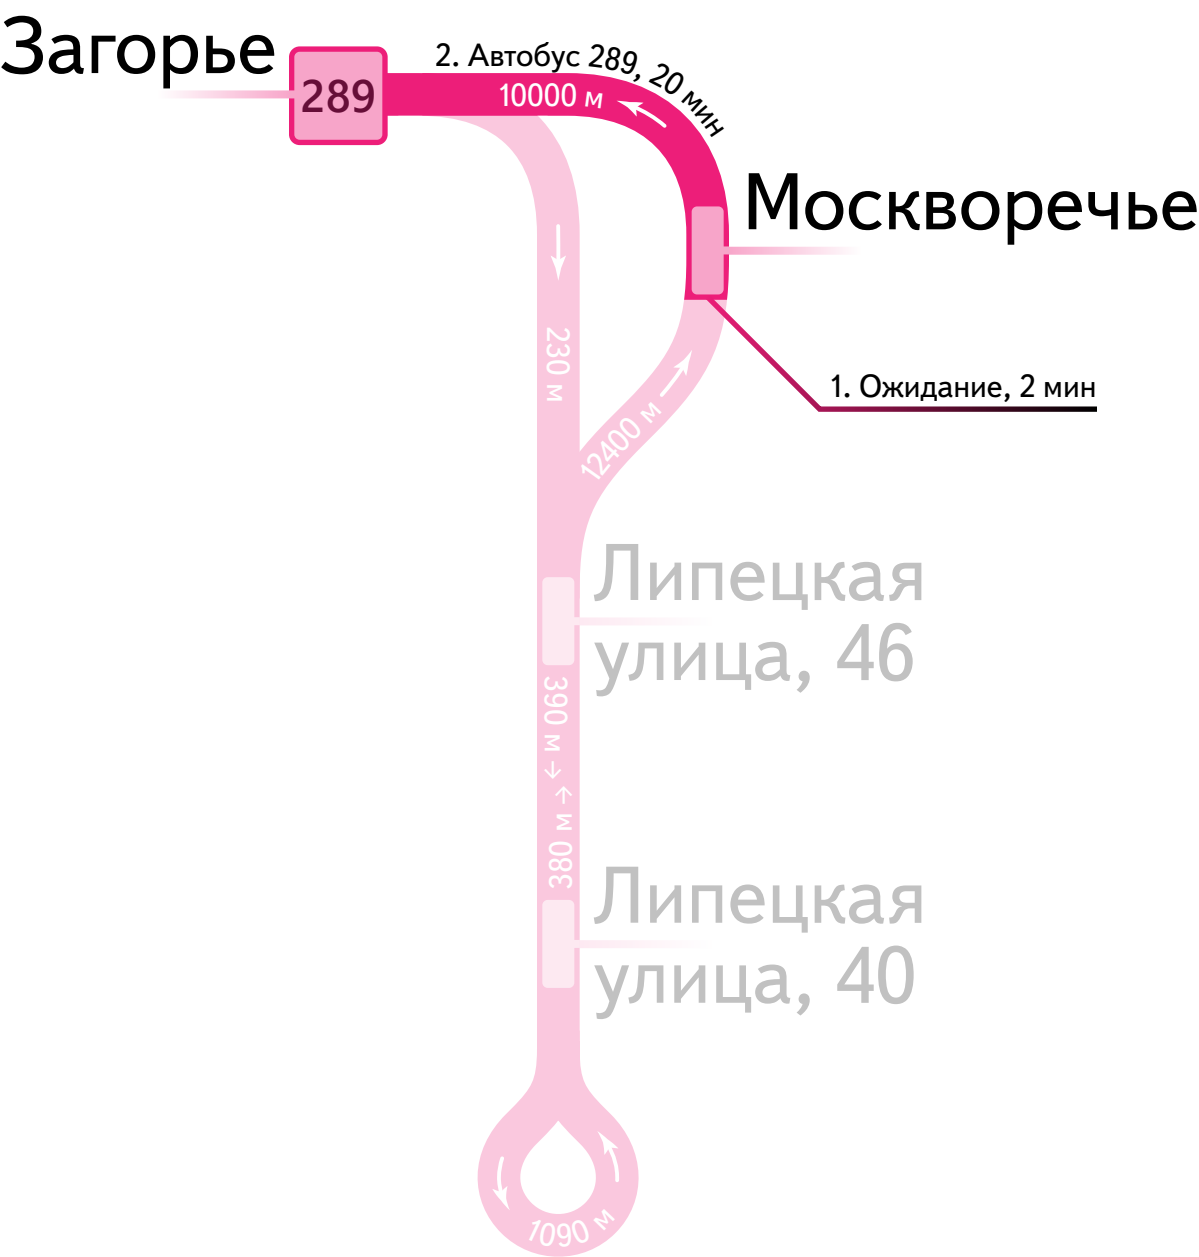 Загорье
289
2. Автобус 289, 20 мин
10000 м
Москворечье
230 м
1. Ожидание, 2 мин
12400 м
Липецкая
улица, 46
390 м →
380 м →
Липецкая
улица, 40
1090 м